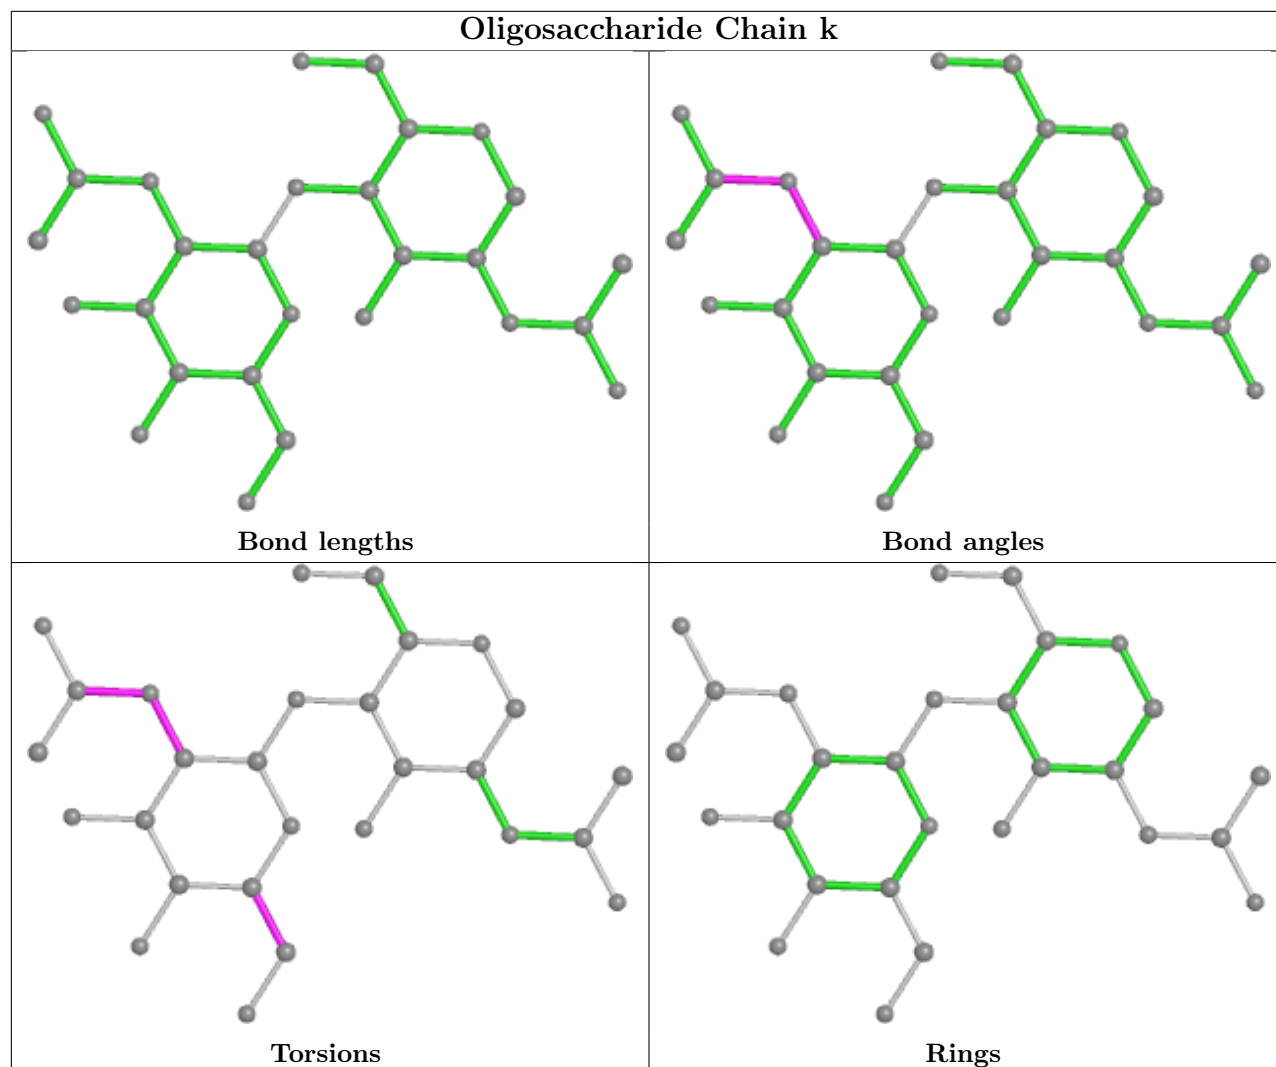 Oligosaccharide Chain k
Bond lengths
Bond angles
Torsions
Rings